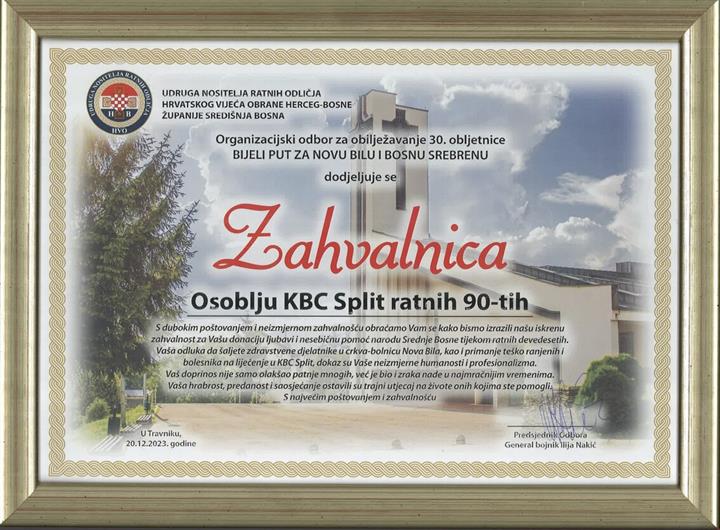 UDRUGA NOSITELJA RATNIH ODLIČJA
HVO
H B
UDRUGA NOSITELJA RATNIH ODLIČJA
HRVATSKOG VIJEĆA OBRANE HERCEG-BOSNE
ŽUPANIJE SREDIŠNJA BOSNA
Organizacijski odbor za obilježavanje 30. obljetnice
BIJELI PUT ZA NOVU BILU I BOSNU SREBRENU
dodjeljuje se
Zahvalnica
Osoblju KBC Split ratnih 90-tih
S dubokim poštovanjem i neizmjernom zahvalnošću obraćamo Vam se kako bismo izrazili našu iskrenu
zahvalnost za Vašu donaciju ljubavi i nesebičnu pomoć narodu Srednje Bosne tijekom ratnih devedesetih.
Vaša odluka da šaljete zdravstvene djelatnike u crkva-bolnicu Nova Bila, kao i primanje teško ranjenih i
bolesnika na liječenje u KBC Split, dokaz su Vaše neizmjerne humanosti i profesionalizma.
Vaš doprinos nije samo olakšao patnje mnogih, već je bio i zraka nade u najmračnijim vremenima.
Vaša hrabrost, predanost i saosjećanje ostavili su trajni utjecaj na živote onih kojima ste pomogli.
S najvećim poštovanjem i zahvalnošću
U Travniku,
20.12.2023. godine
Predsjednik Odbora
General bojnik Ilija Nakić